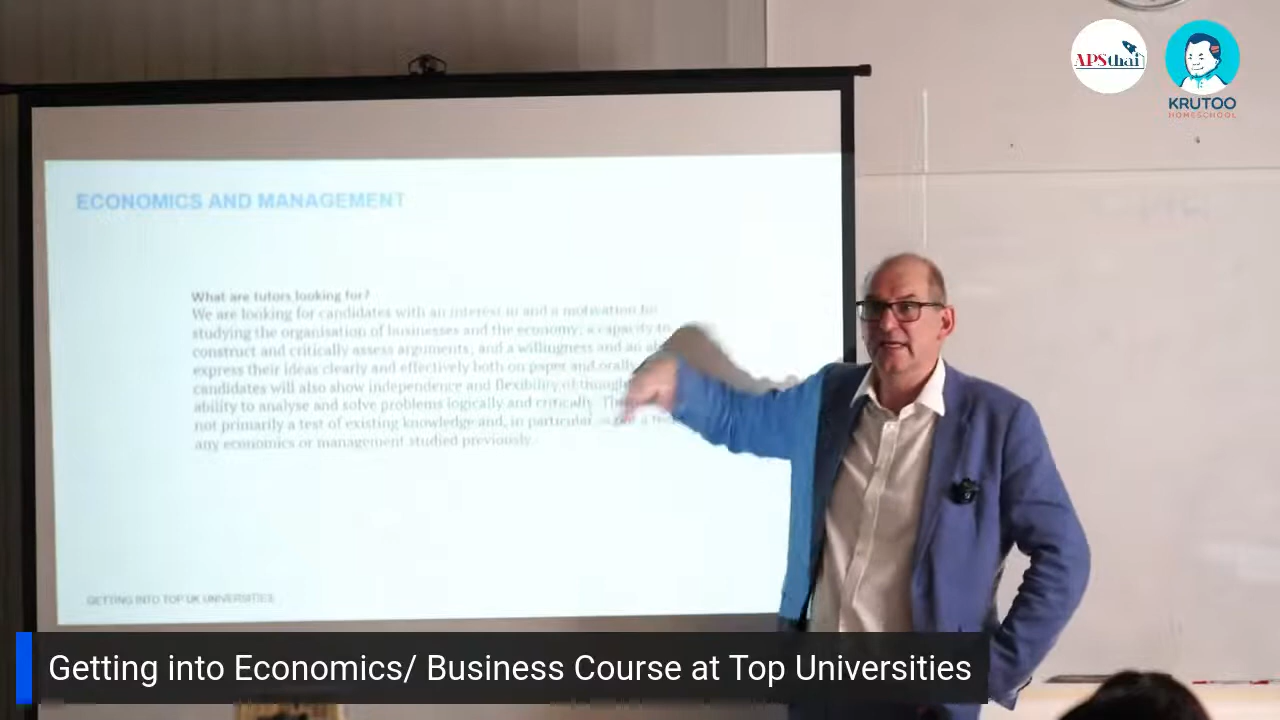 APSthai
KRUTOO
HOMESCHOOL
ECONOMICS AND MANAGEMENT
What are tutors looking for?
We are looking for candidates with an interest in and a motivation for
studying the organisation of businesses and the economy; a capacity to
construct and critically assess arguments; and a willingness and an
express their ideas clearly and effectively both on paper and orally
candidates will also show independence and flexibility of thought
ability to analyse and solve problems logically and critically.
not primarily a test of existing knowledge and, in particular,
any economics or management studied previously.
GETTING INTO TOP UK UNIVERSITIES
Getting into Economics/ Business Course at Top Universities